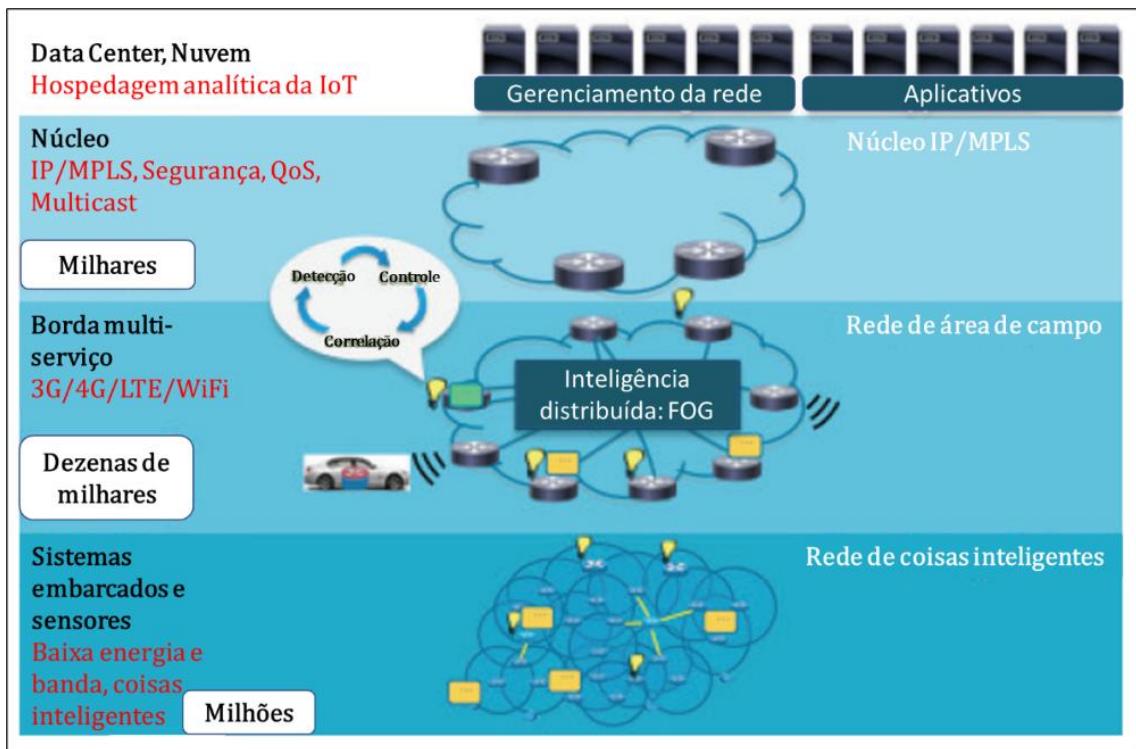 Data Center, Nuvem
Hospedagem analítica da IoT
Gerenciamento da rede
Aplicativos
Núcleo
IP/MPLS, Segurança, QoS,
Multicast
Núcleo IP/MPLS
Milhares
Detecção
Controle
Correlação
Borda multi-
serviço
3G/4G/LTE/WiFi
Rede de área de campo
Inteligência
distribuída: FOG
Dezenas de
milhares
Sistemas
embarcados e
sensores
Baixa energia e
banda, coisas
inteligentes
Rede de coisas inteligentes
Milhões